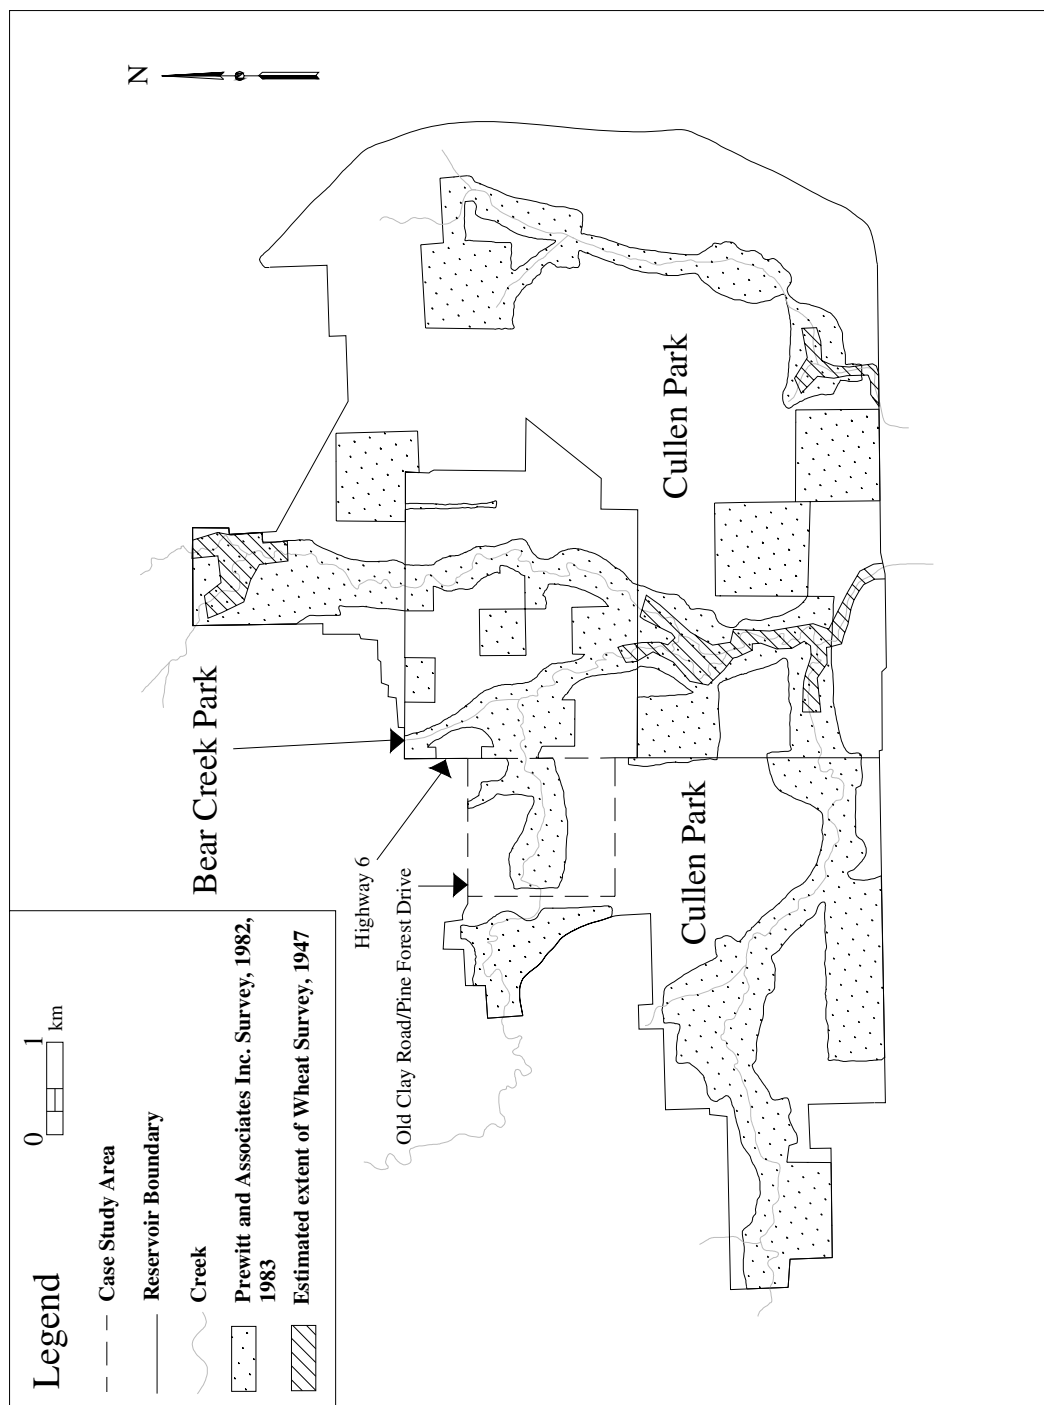 N
Bear Creek Park
Cullen Park
Highway 6
Old Clay Road/Pine Forest Drive
Cullen Park
Legend
0 1
km
Case Study Area
Reservoir Boundary
Creek
Prewitt and Associates Inc. Survey, 1982,
1983
Estimated extent of Wheat Survey, 1947